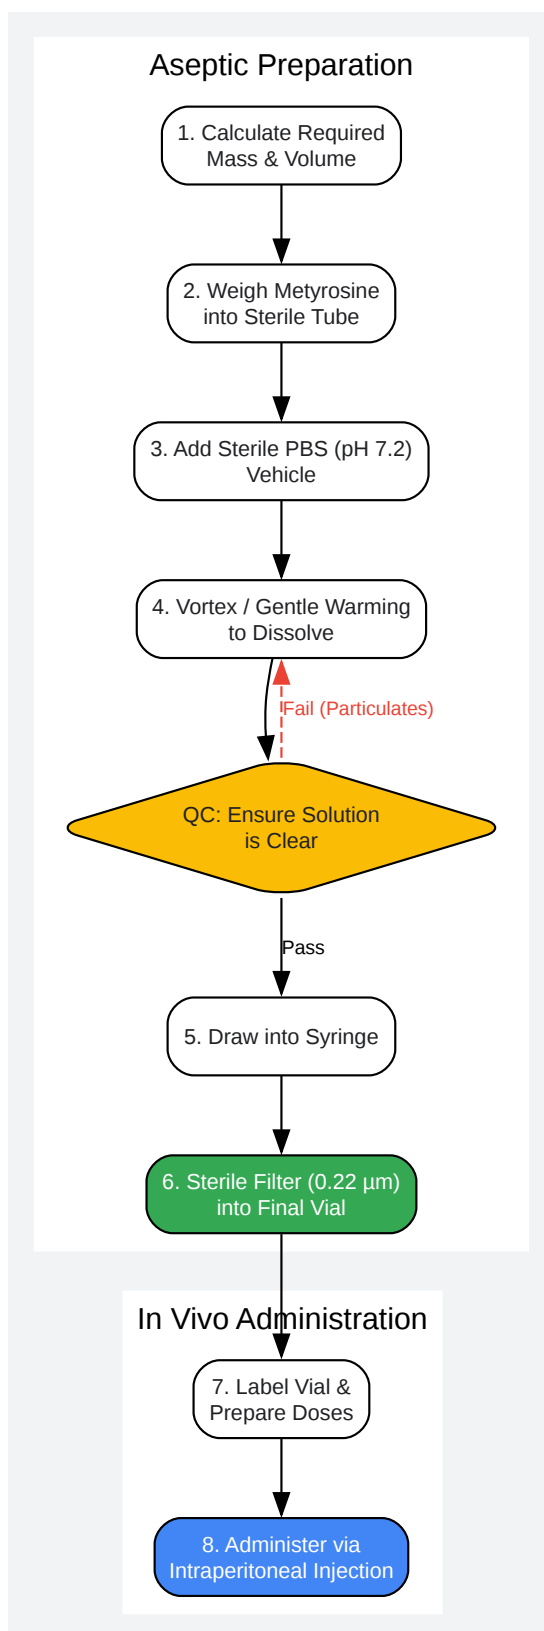 Aseptic Preparation
1. Calculate Required
Mass & Volume
2. Weigh Metyrosine
into Sterile Tube
3. Add Sterile PBS (pH 7.2)
Vehicle
4. Vortex / Gentle Warming
to Dissolve
Fail (Particulates)
QC: Ensure Solution
is Clear
Pass
5. Draw into Syringe
6. Sterile Filter (0.22 µm)
into Final Vial
In Vivo Administration
7. Label Vial &
Prepare Doses
8. Administer via
Intraperitoneal Injection